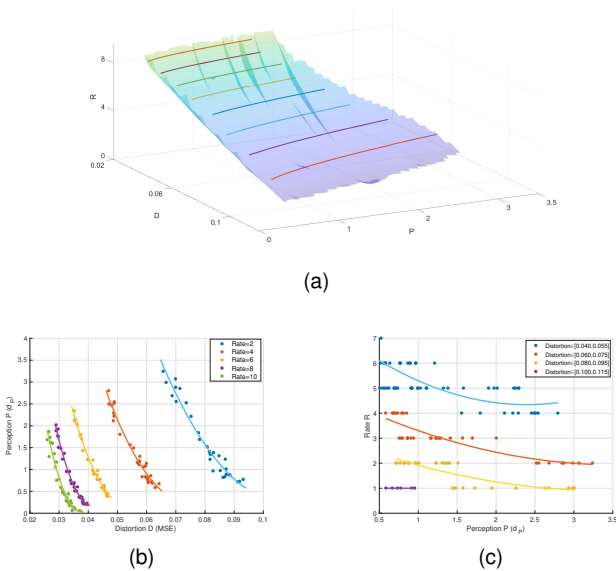 8
4
0
R
0.02
0.06
0.1
D
0
1
2
3
3.5
P
(a)
4
3.5
3
2.5
2
1.5
1
0.5
0
Perception P (d P)
0.02 0.03 0.04 0.05 0.06 0.07 0.08 0.09 0.1
Distortion D (MSE)
Rate=2
Rate=4
Rate=6
Rate=8
Rate=10
(b)
7
6
5
4
3
2
1
0
Rate R
0.5 1 1.5 2 2.5 3 3.5
Perception P (d P)
Distortion=[0.040,0.055]
Distortion=[0.060,0.075]
Distortion=[0.080,0.095]
Distortion=[0.100,0.115]
(c)